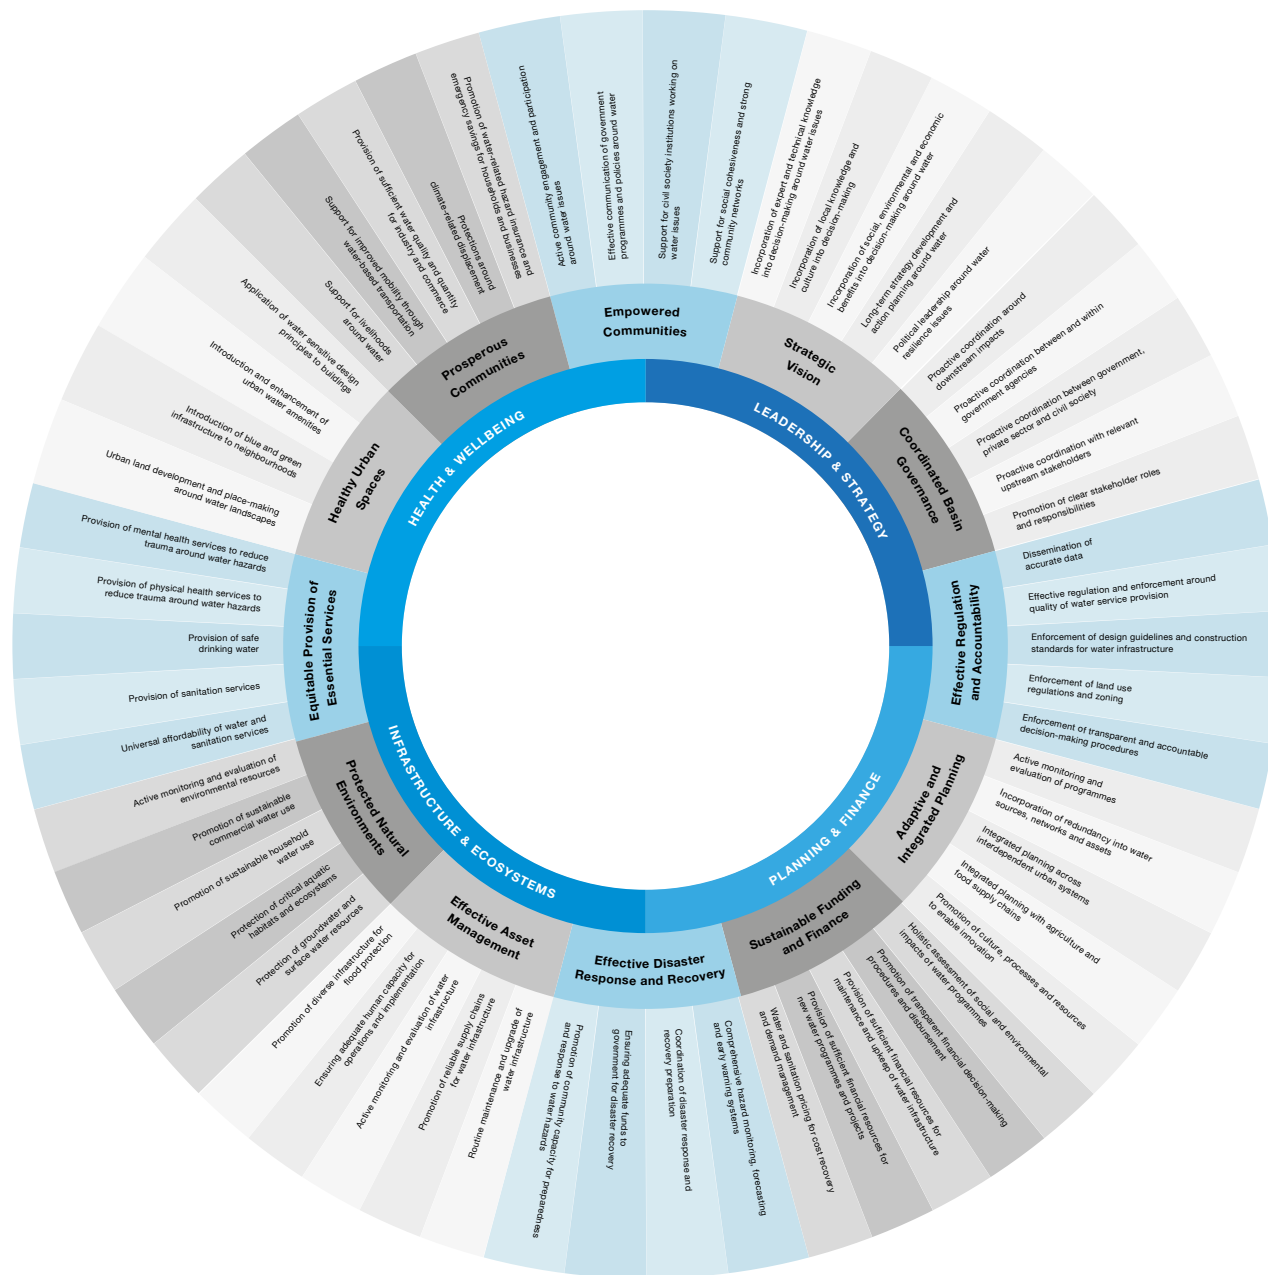 LEADERSHIP & STRATEGY
Empowered
Communities
Active community engagement and participation
around water issues
Effective communication of government
programmes and policies around water
Support for civil society institutions working on
water issues
Support for social cohesiveness and strong
community networks
Strategic
Vision
Incorporation of expert and technical knowledge
into decision-making around water issues
Incorporation of local knowledge and
culture into decision-making
Incorporation of social, environmental and economic
benefits into decision-making around water
Long-term strategy development and
action planning around water
Political leadership around water
resilience issues
Coordinated Basin
Governance
Proactive coordination around
downstream impacts
Proactive coordination between and within
government agencies
Proactive coordination between government,
private sector and civil society
Proactive coordination with relevant
upstream stakeholders
Promotion of clear stakeholder roles
and responsibilities
PLANNING & FINANCE
Effective Regulation
and Accountability
Dissemination of
accurate data
Effective regulation and enforcement around
quality of water service provision
Enforcement of design guidelines and construction
standards for water infrastructure
Enforcement of land use
regulations and zoning
Enforcement of transparent and accountable
decision-making procedures
Adaptive and
Integrated Planning
Active monitoring and
evaluation of programmes
Incorporation of redundancy into water
sources, networks and assets
Integrated planning across
interdependent urban systems
Integrated planning with agriculture and
food supply chains
Promotion of culture, processes and resources
to enable innovation
Sustainable Funding
and Finance
Holistic assessment of social and environmental
impacts of water programmes
Promotion of transparent financial decision-making
procedures and disbursement
Provision of sufficient financial resources for
maintenance and upkeep of water infrastructure
Provision of sufficient financial resources for
new water programmes and projects
Water and sanitation pricing for cost recovery
and demand management
INFRASTRUCTURE & ECOSYSTEMS
Effective Disaster
Response and Recovery
Comprehensive hazard monitoring, forecasting
and early warning systems
Coordination of disaster response and
recovery preparation
Ensuring adequate funds to
government for disaster recovery
Promotion of community capacity for preparedness
and response to water hazards
Effective Asset
Management
Routine maintenance and upgrade of
water infrastructure
Promotion of reliable supply chains
for water infrastructure
Active monitoring and evaluation of water
infrastructure
Ensuring adequate human capacity for
operations and implementation
Promotion of diverse infrastructure for
flood protection
Protected Natural
Environments
Protection of groundwater and
surface water resources
Protection of critical aquatic
habitats and ecosystems
Promotion of sustainable household
water use
Promotion of sustainable
commercial water use
Active monitoring and evaluation of
environmental resources
HEALTH & WELLBEING
Equitable Provision of
Essential Services
Universal affordability of water and
sanitation services
Provision of sanitation services
Provision of safe
drinking water
Provision of physical health services to
reduce trauma around water hazards
Provision of mental health services to reduce
trauma around water hazards
Healthy Urban
Spaces
Urban land development and place-making
around water landscapes
Introduction of blue and green
infrastructure to neighbourhoods
Introduction and enhancement of
urban water amenities
Application of water sensitive design
principles to buildings
Prosperous
Communities
Support for livelihoods
around water
Support for improved mobility through
water-based transportation
Provision of sufficient water quality and quantity
for industry and commerce
Protections around
climate-related displacement
Promotion of water-related hazard insurance and
emergency savings for households and businesses